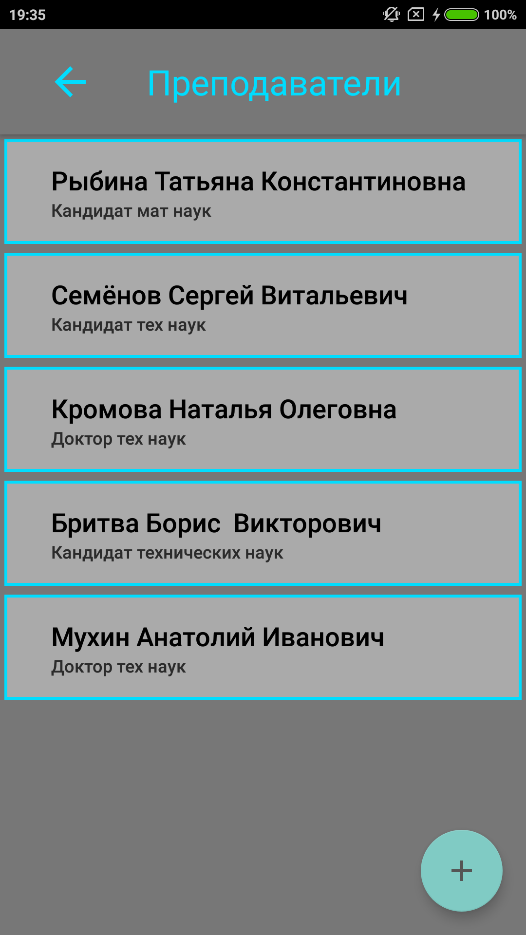 19:35
100%
Преподаватели
Рыбина Татьяна Константиновна
Кандидат мат наук
Семёнов Сергей Витальевич
Кандидат тех наук
Кромова Наталья Олеговна
Доктор тех наук
Бритва Борис  Викторович
Кандидат технических наук
Мухин Анатолий Иванович
Доктор тех наук
+